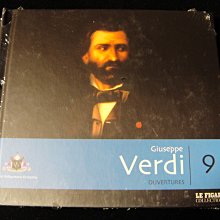 Giuseppe
Verdi 9
OUVERTURES
LE FIGARO